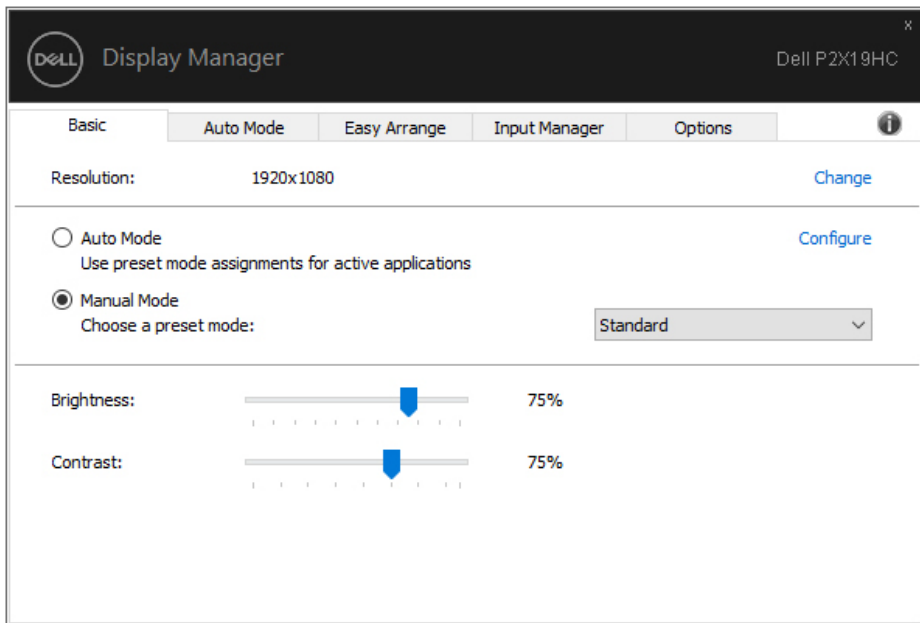 x
DELL Display Manager Dell P2X19HC
Basic Auto Mode Easy Arrange Input Manager Options i
Resolution: 1920x1080 Change
Auto Mode Configure
Use preset mode assignments for active applications
Manual Mode
Choose a preset mode: Standard
Brightness: 75%
Contrast: 75%